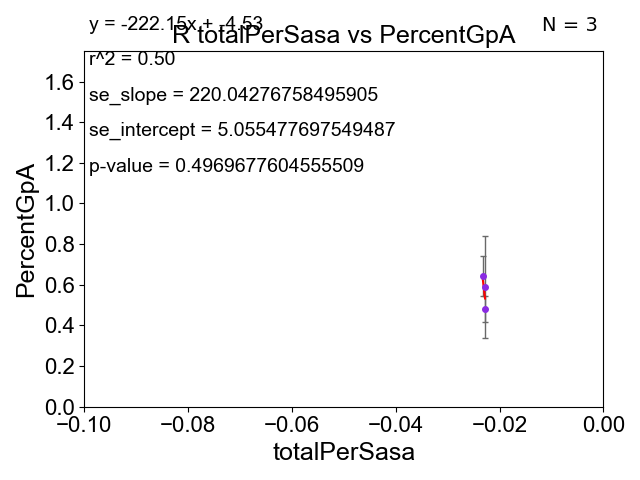 y = -222.15x + -4.53
N = 3
R totalPerSasa vs PercentGpA
r^2 = 0.50
se_slope = 220.04276758495905
se_intercept = 5.055477697549487
p-value = 0.4969677604555509
PercentGpA
1.6
1.4
1.2
1.0
0.8
0.6
0.4
0.2
0.0
−0.10 −0.08 −0.06 −0.04 −0.02 0.00
totalPerSasa